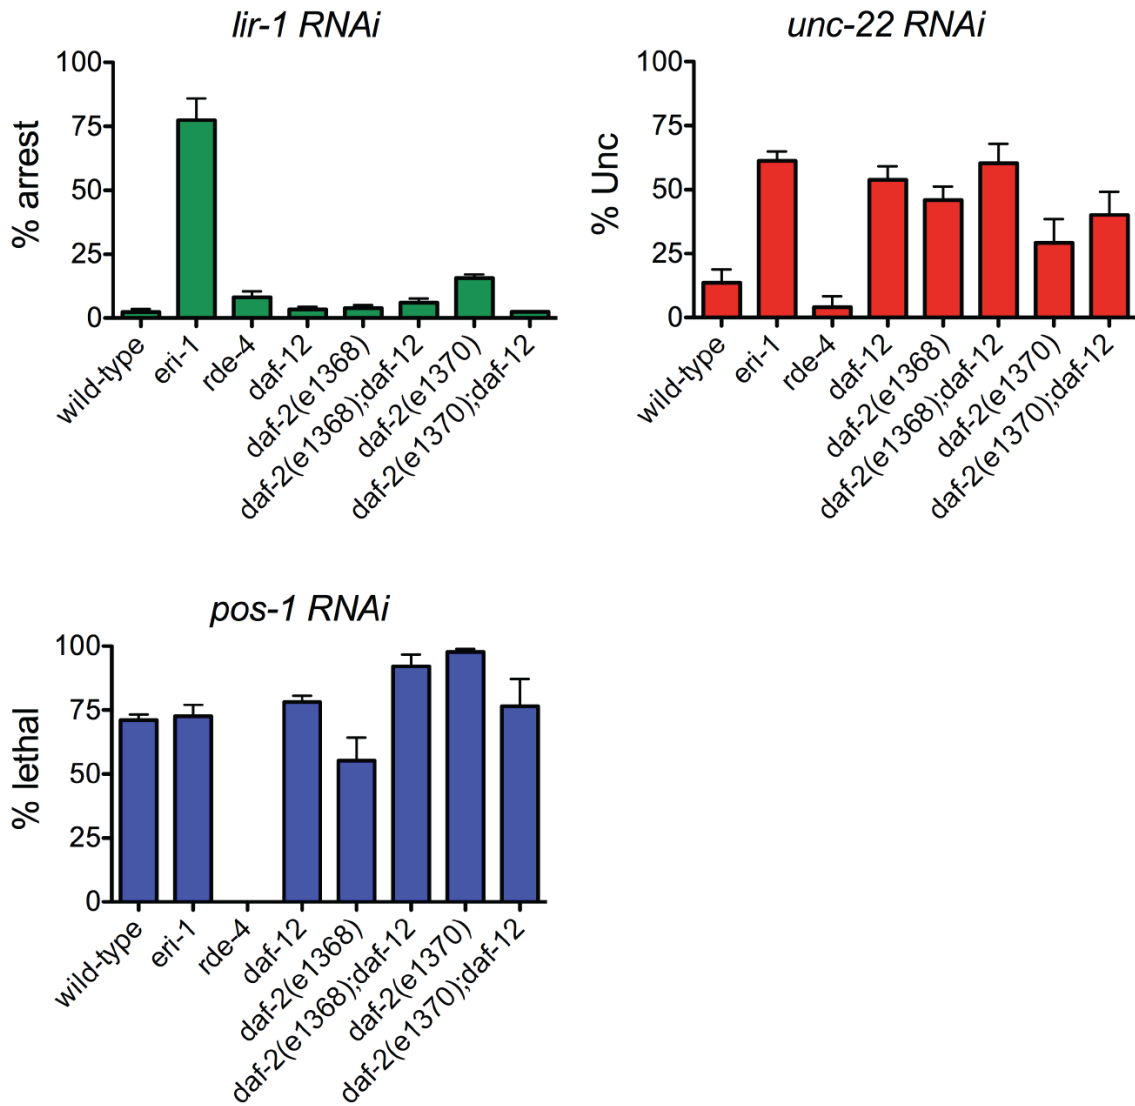 lir-1 RNAi
% arrest
100
75
50
25
0
wild-type
eri-1
rde-4
daf-12
daf-2(e1368)
daf-2(e1368);daf-12
daf-2(e1370)
daf-2(e1370);daf-12
unc-22 RNAi
% Unc
100
75
50
25
0
wild-type
eri-1
rde-4
daf-12
daf-2(e1368)
daf-2(e1368);daf-12
daf-2(e1370)
daf-2(e1370);daf-12
pos-1 RNAi
% lethal
100
75
50
25
0
wild-type
eri-1
rde-4
daf-12
daf-2(e1368)
daf-2(e1368);daf-12
daf-2(e1370)
daf-2(e1370);daf-12